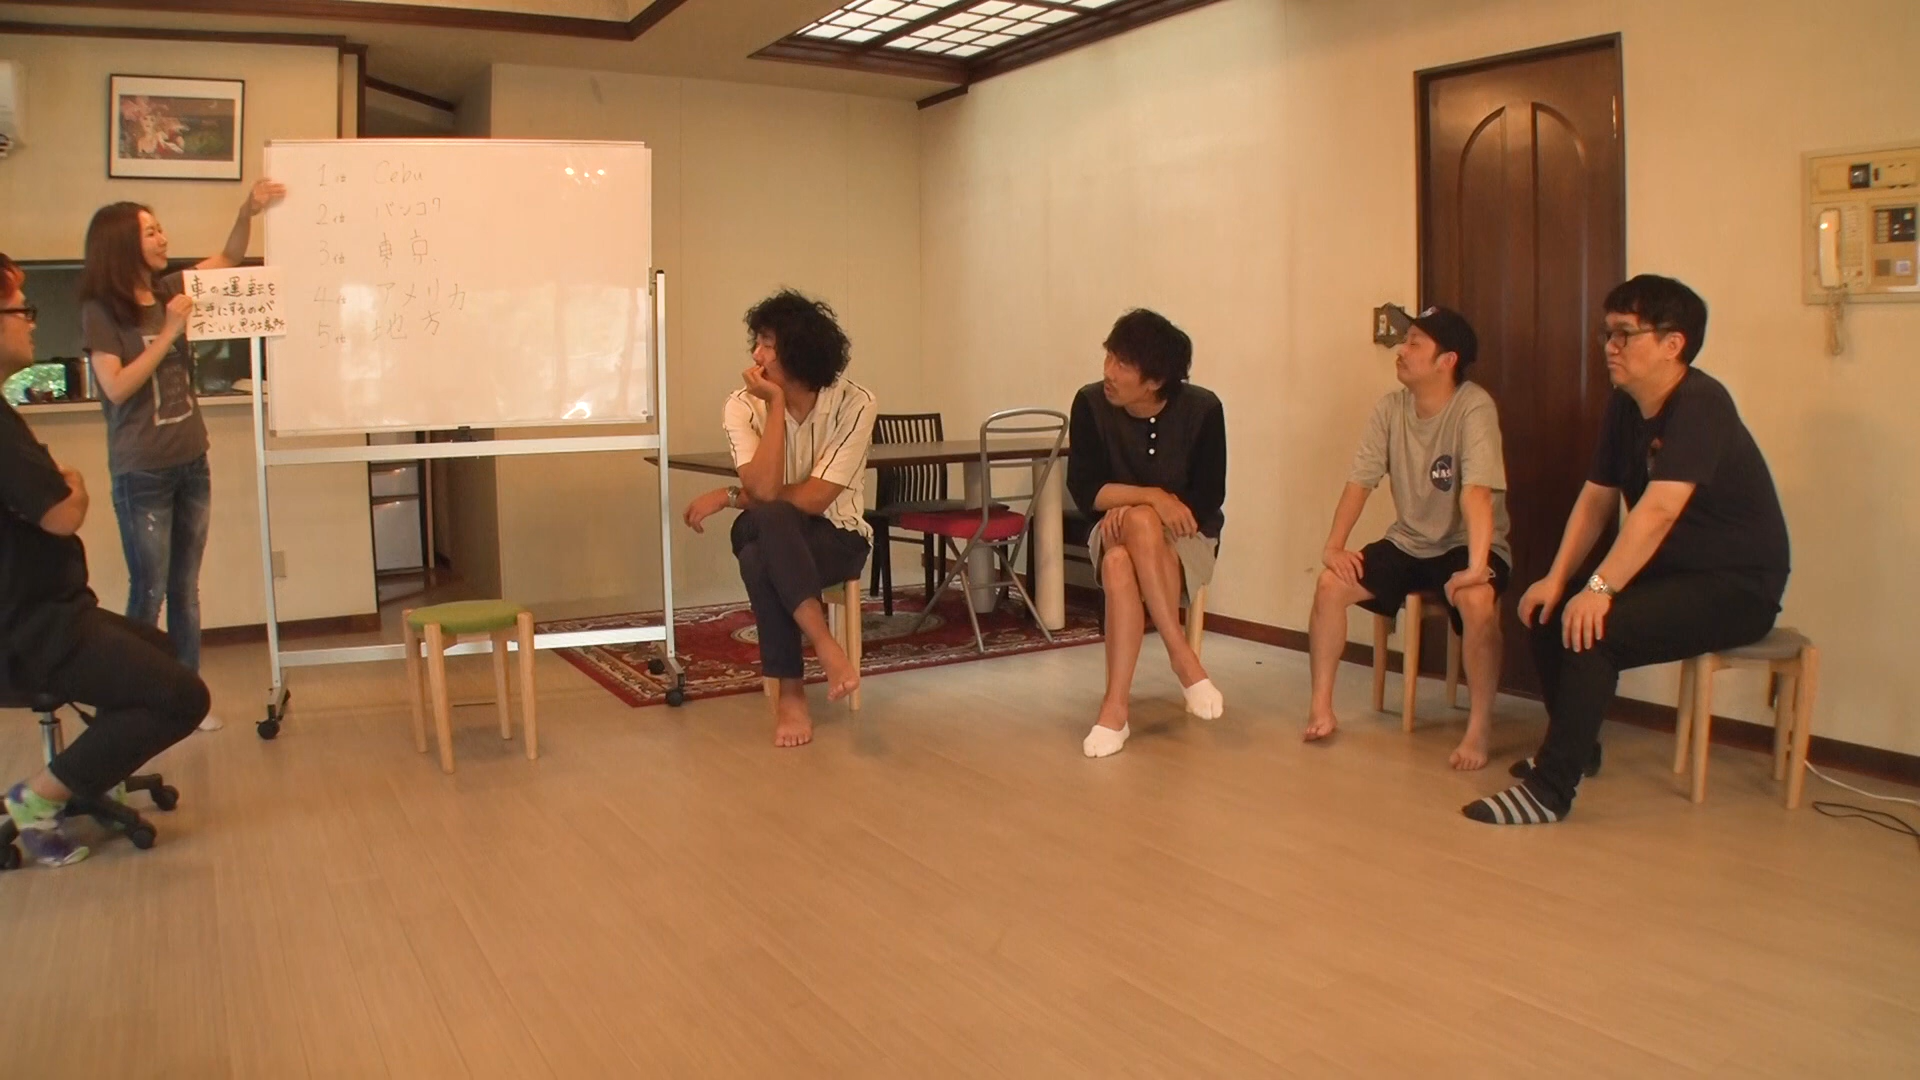 1位 Cebu
2位 バンコク
3位 東京
4位 アメリカ
5位 地方
車の運転を
上手にするのが
すごいと思う場所
NASA